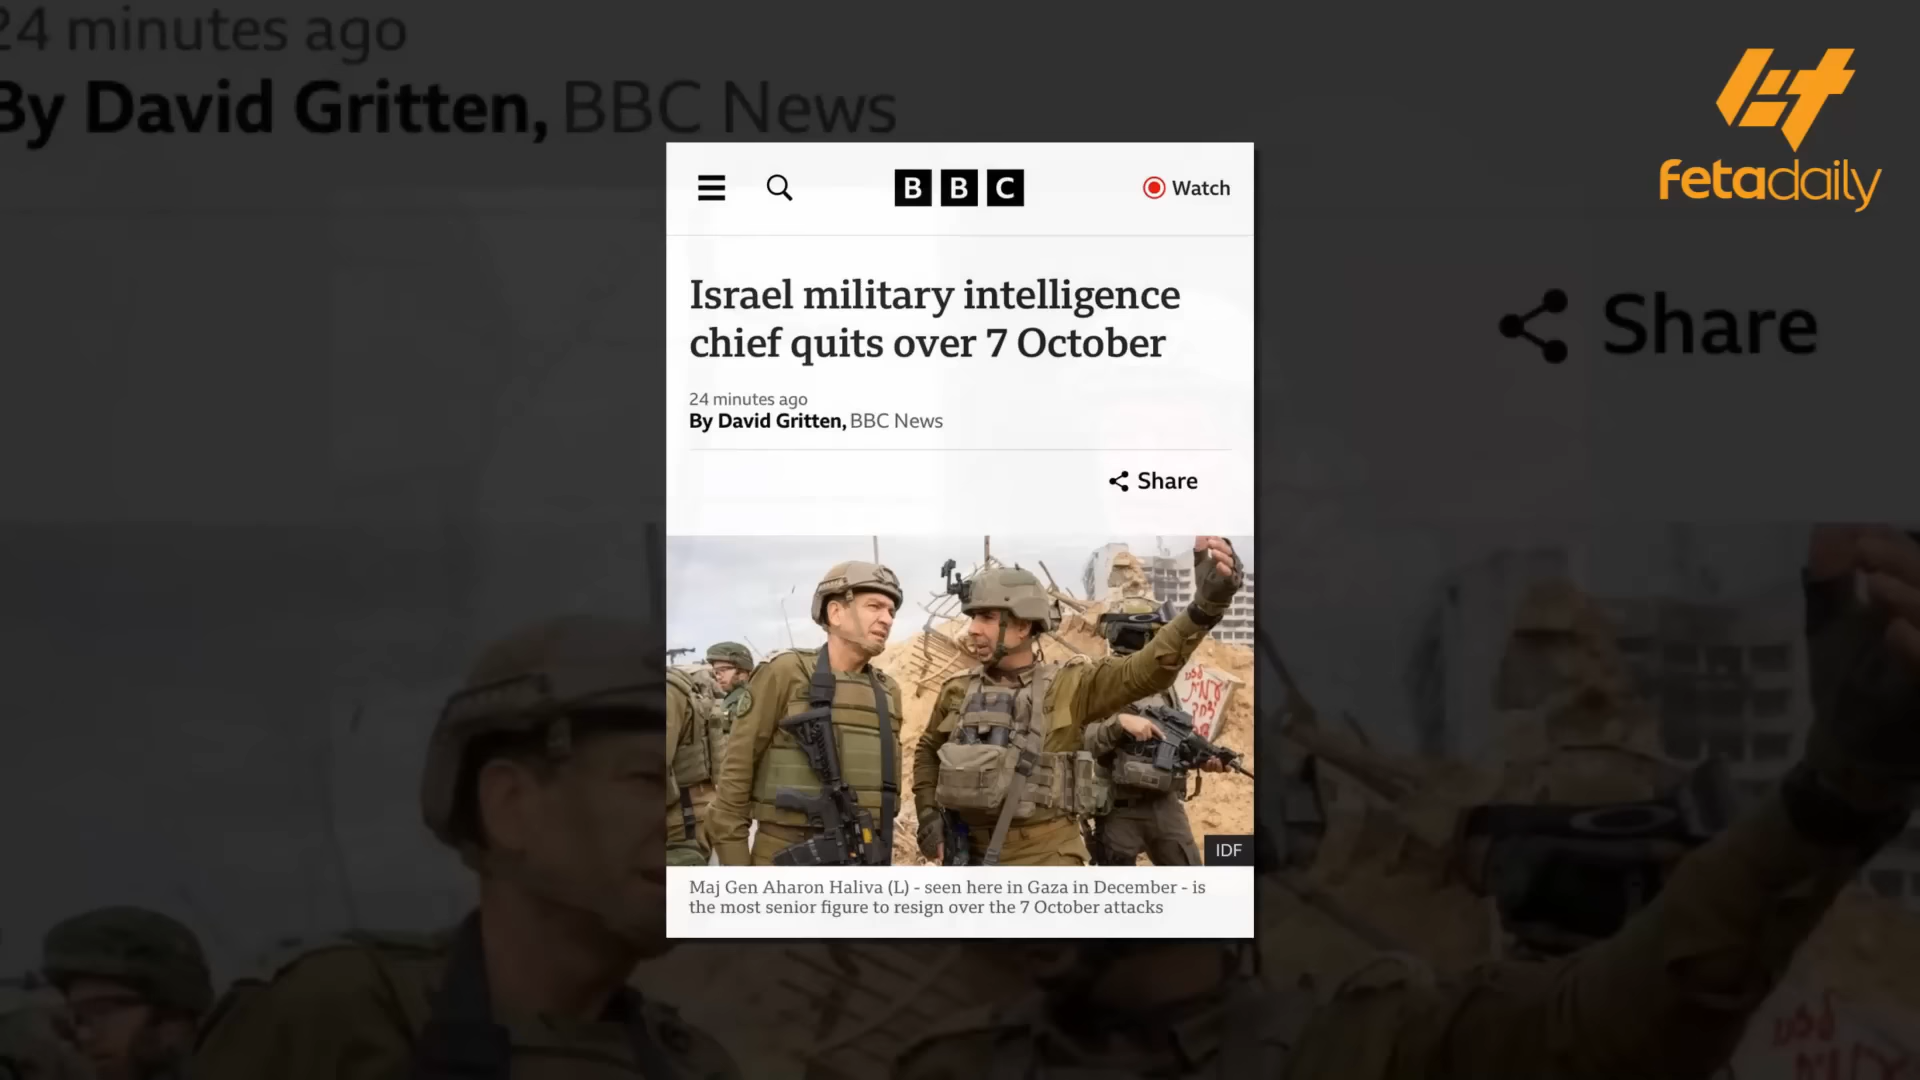 24 minutes ago
By David Gritten, BBC News
Share
fetadaily
BBC
Watch
Israel military intelligence
chief quits over 7 October
24 minutes ago
By David Gritten, BBC News
Share
IDF
Maj Gen Aharon Haliva (L) - seen here in Gaza in December - is
the most senior figure to resign over the 7 October attacks